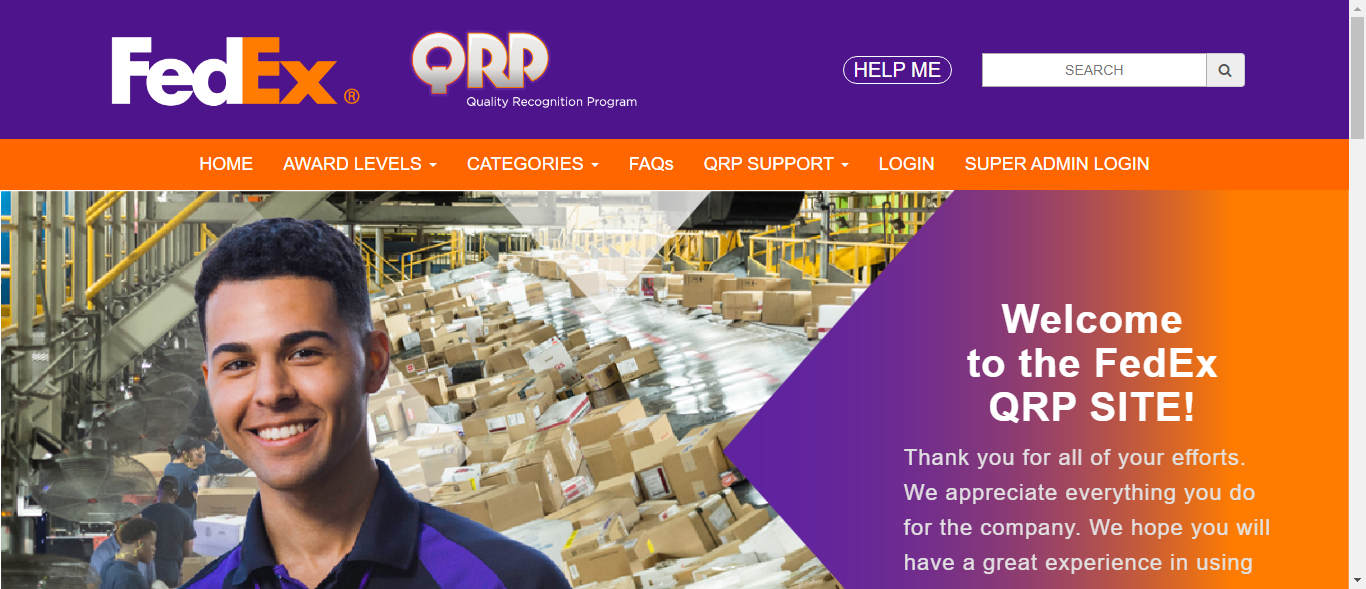 FedEx®
QRP
Quality Recognition Program
HELP ME
SEARCH
HOME AWARD LEVELS CATEGORIES FAQs QRP SUPPORT LOGIN SUPER ADMIN LOGIN
Welcome
to the FedEx
QRP SITE!
Thank you for all of your efforts.
We appreciate everything you do
for the company. We hope you will
have a great experience in using